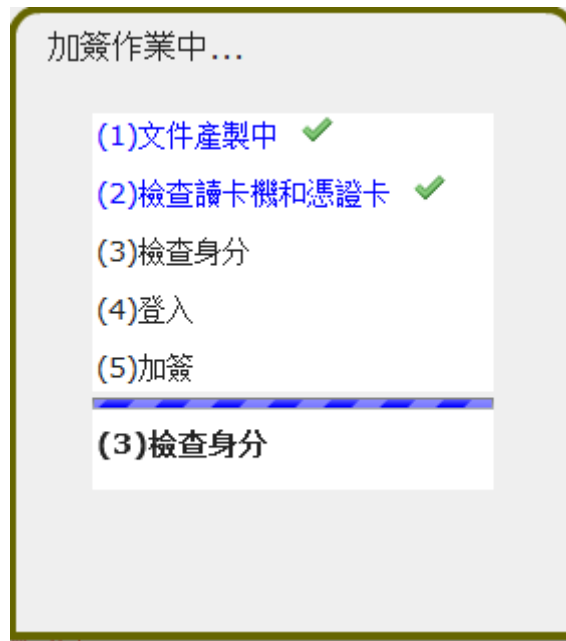 加簽作業中...
(1)文件產製中
(2)檢查讀卡機和憑證卡
(3)檢查身分
(4)登入
(5)加簽
(3)檢查身分